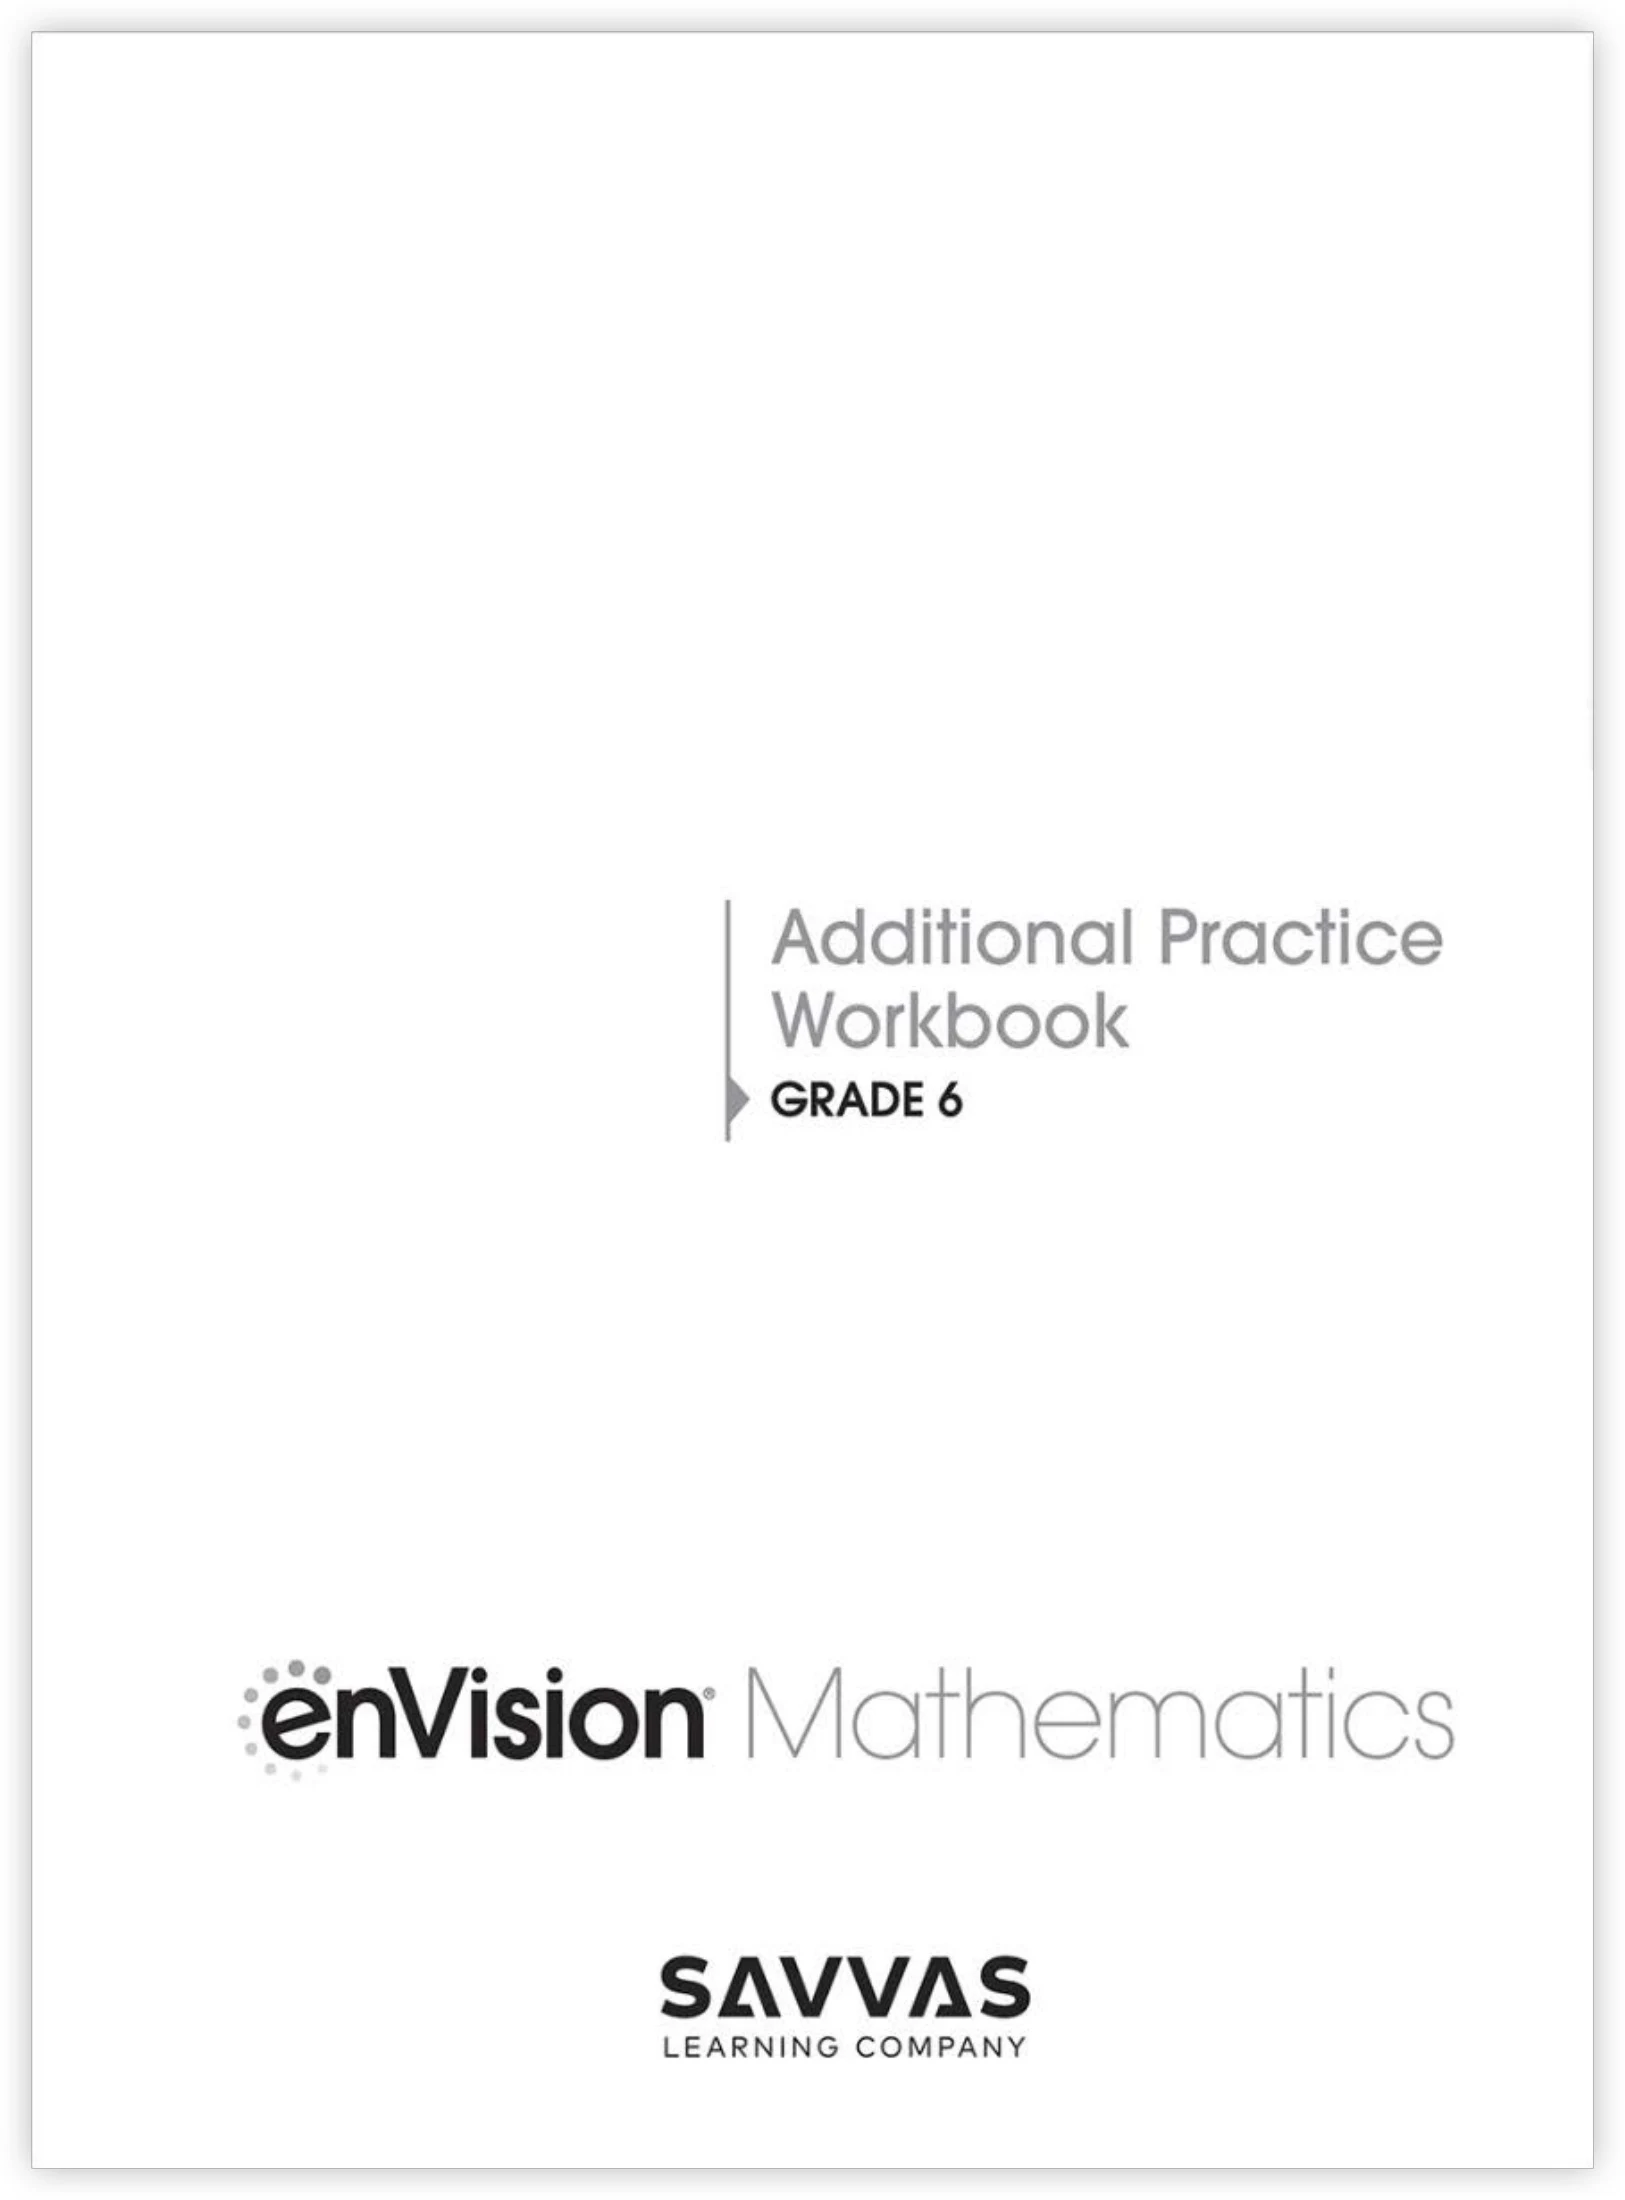 Additional Practice
Workbook
GRADE 6
enVision® Mathematics
SAVVAS
LEARNING COMPANY